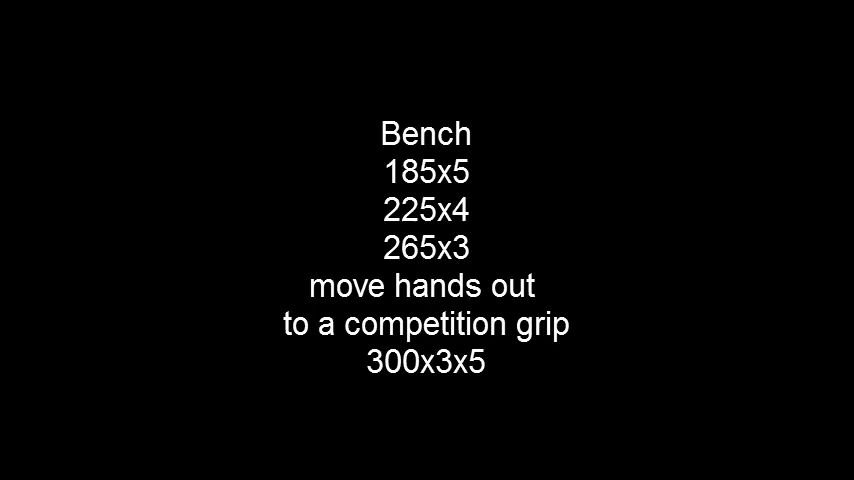 Bench
185x5
225x4
265x3
move hands out
to a competition grip
300x3x5